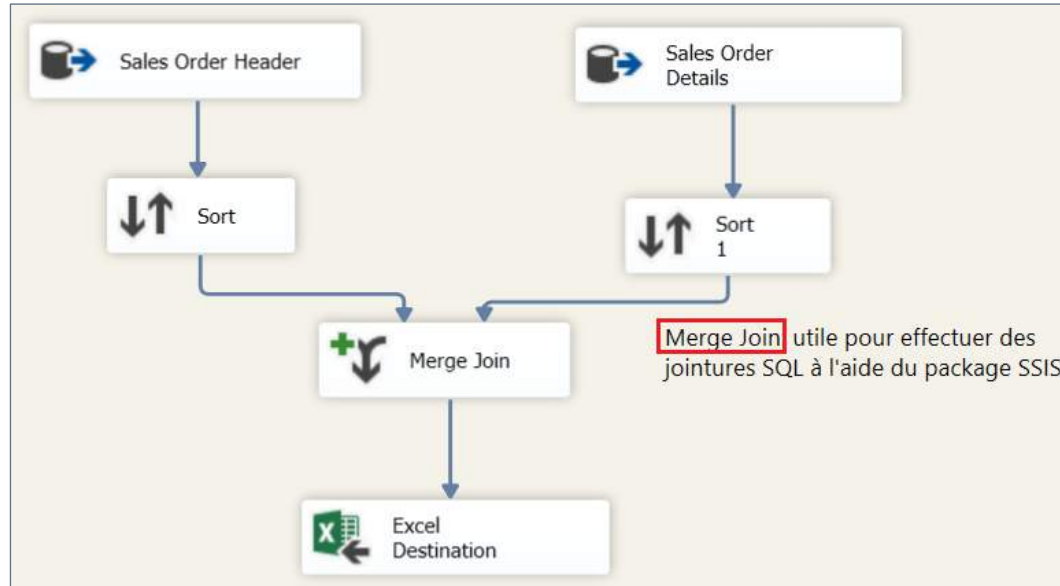 Sales Order Header
Sales Order
Details
Sort
Sort
1
Merge Join
Merge Join utile pour effectuer des
jointures SQL à l'aide du package SSIS
Excel
Destination